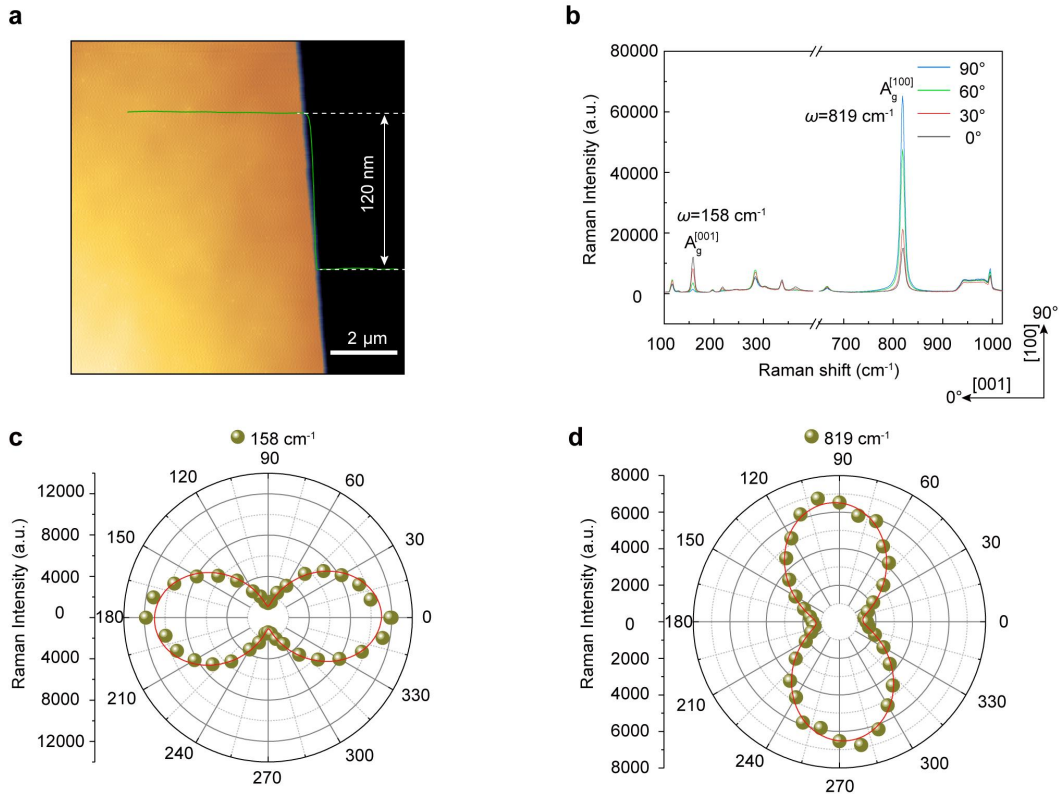 a
120 nm
2 μm
b
80000
60000
40000
20000
0
Raman Intensity (a.u.)
A_g^[100]
ω=819 cm⁻¹
ω=158 cm⁻¹
A_g^[001]
90°
60°
30°
0°
100 200 300 700 800 900 1000
Raman shift (cm⁻¹)
90°
[100]
0° [001]
c
158 cm⁻¹
90
120 60
150 30
180 0
210 330
240 300
270
12000
8000
4000
0
4000
8000
12000
Raman Intensity (a.u.)
d
819 cm⁻¹
90
120 60
150 30
180 0
210 330
240 300
270
8000
6000
4000
2000
0
2000
4000
6000
8000
Raman Intensity (a.u.)